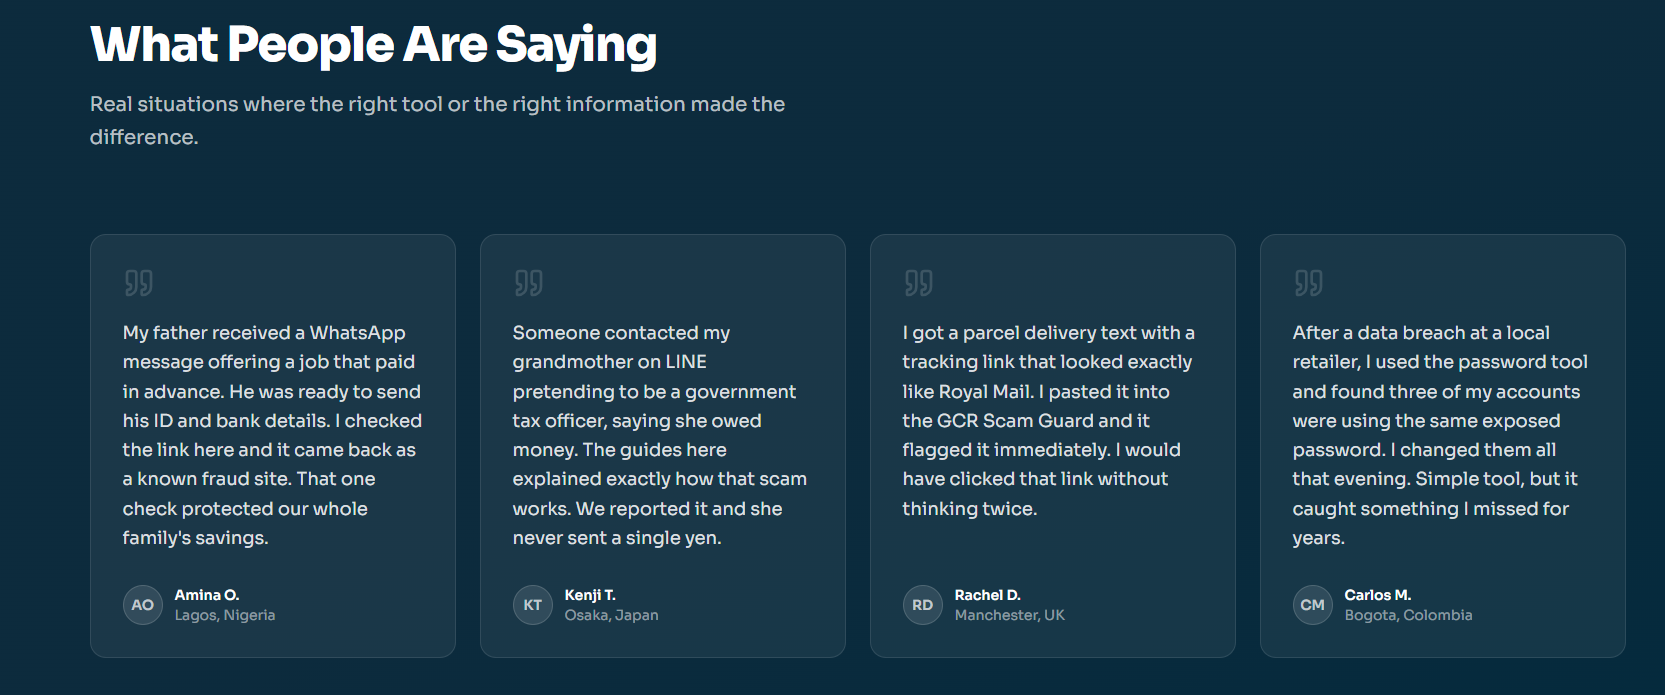 What People Are Saying
Real situations where the right tool or the right information made the
difference.
My father received a WhatsApp
message offering a job that paid
in advance. He was ready to send
his ID and bank details. I checked
the link here and it came back as
a known fraud site. That one
check protected our whole
family's savings.
AO
Amina O.
Lagos, Nigeria
Someone contacted my
grandmother on LINE
pretending to be a government
tax officer, saying she owed
money. The guides here
explained exactly how that scam
works. We reported it and she
never sent a single yen.
KT
Kenji T.
Osaka, Japan
I got a parcel delivery text with a
tracking link that looked exactly
like Royal Mail. I pasted it into
the GCR Scam Guard and it
flagged it immediately. I would
have clicked that link without
thinking twice.
RD
Rachel D.
Manchester, UK
After a data breach at a local
retailer, I used the password tool
and found three of my accounts
were using the same exposed
password. I changed them all
that evening. Simple tool, but it
caught something I missed for
years.
CM
Carlos M.
Bogota, Colombia